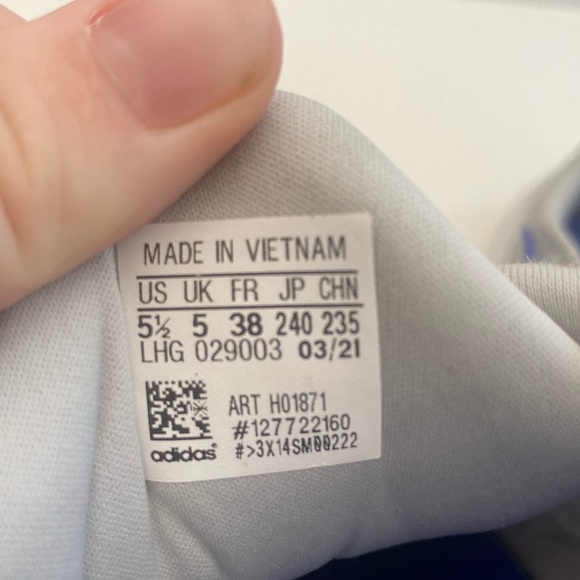 MADE IN VIETNAM
US UK FR JP CHN
5½ 5 38 240 235
LHG 029003 03/21
ART H01871
#127722160
adidas #>3X14SM00222